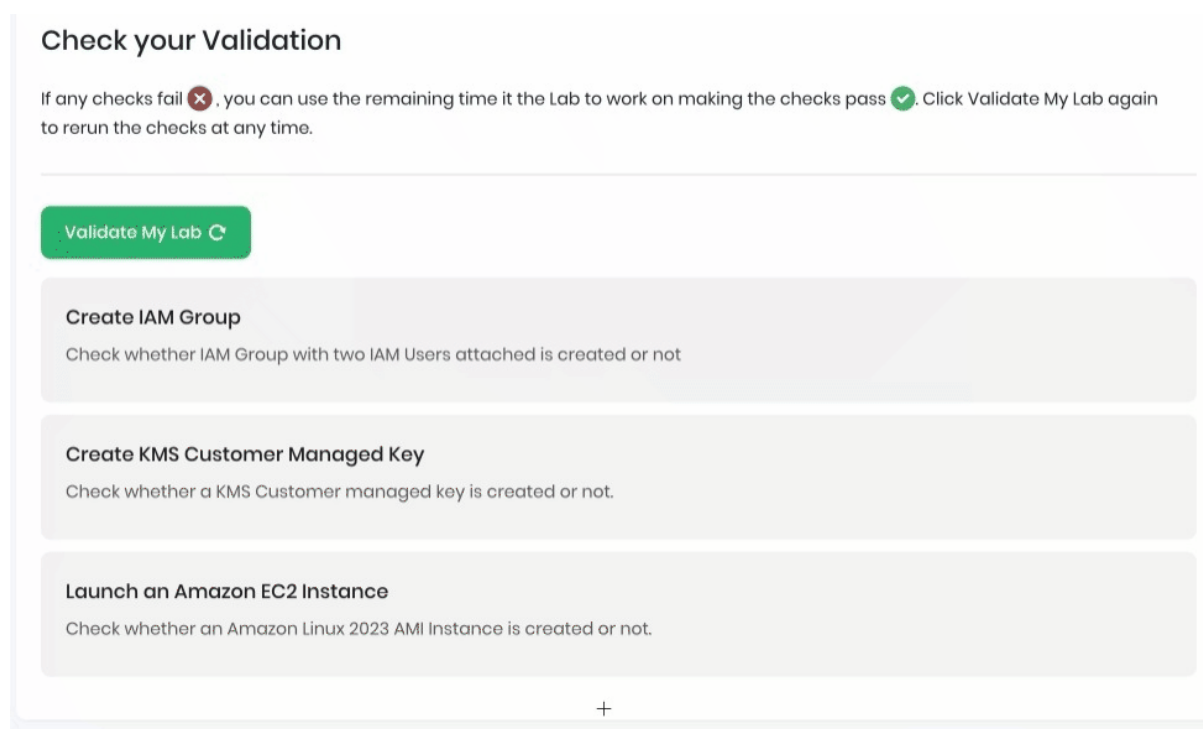 Check your Validation
If any checks fail , you can use the remaining time it the Lab to work on making the checks pass . Click Validate My Lab again
to rerun the checks at any time.
Validate My Lab
Create IAM Group
Check whether IAM Group with two IAM Users attached is created or not
Create KMS Customer Managed Key
Check whether a KMS Customer managed key is created or not.
Launch an Amazon EC2 Instance
Check whether an Amazon Linux 2023 AMI Instance is created or not.